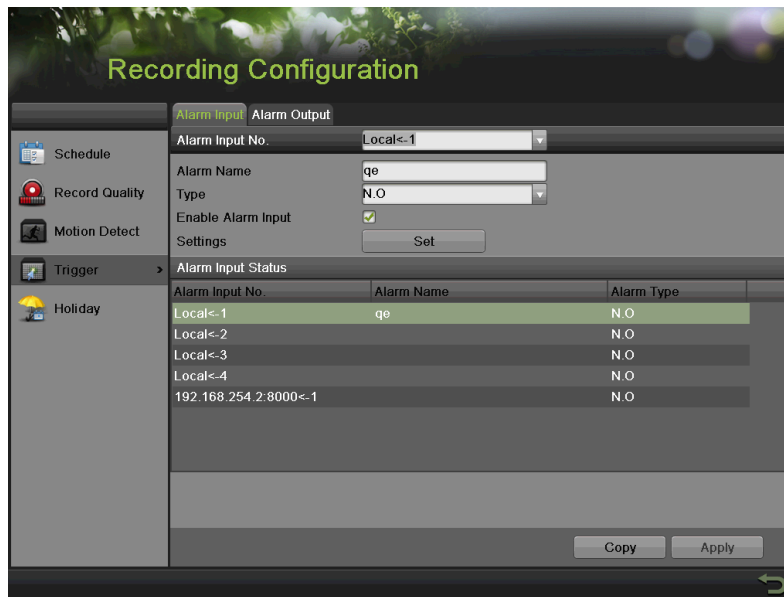 Recording Configuration
Alarm Input Alarm Output
Alarm Input No. Local<-1
Schedule
Record Quality
Motion Detect
Trigger >
Holiday
Alarm Name qe
Type N.O
Enable Alarm Input
Settings Set
Alarm Input Status
Alarm Input No. Alarm Name Alarm Type
Local<-1 qe N.O
Local<-2 N.O
Local<-3 N.O
Local<-4 N.O
192.168.254.2:8000<-1 N.O
Copy Apply